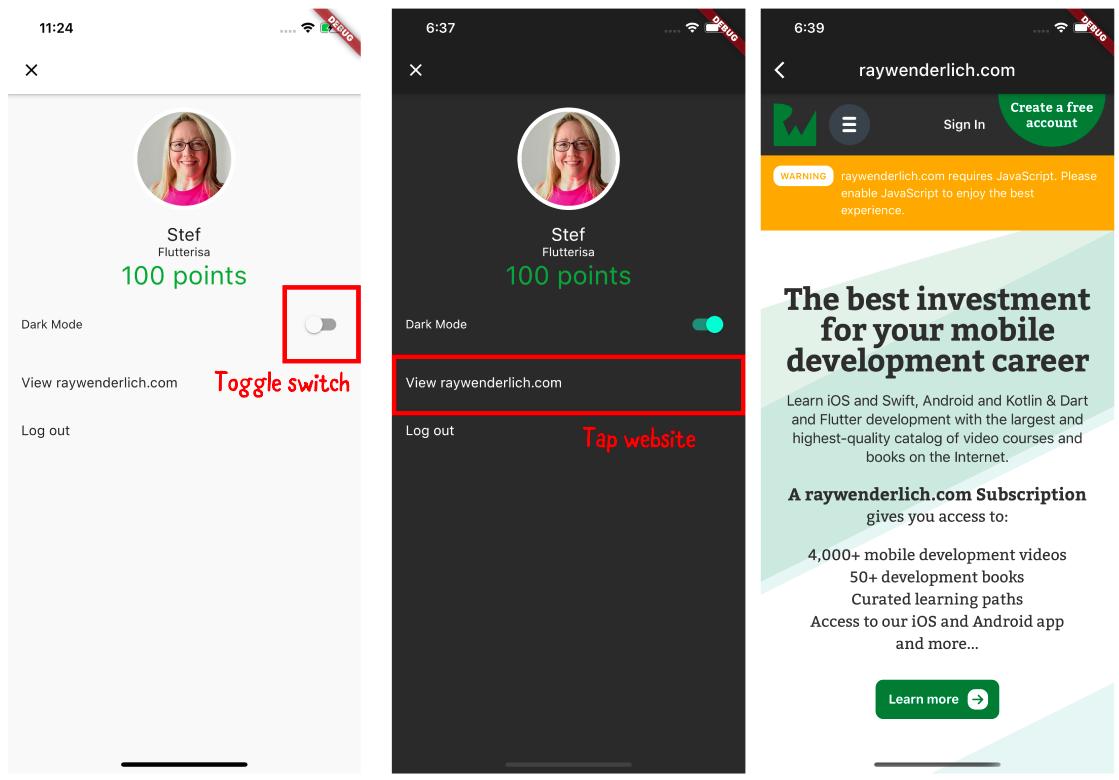 11:24
DEBUG
Stef
Flutterisa
100 points
Dark Mode
View raywenderlich.com
Toggle switch
Log out
6:37
DEBUG
Stef
Flutterisa
100 points
Dark Mode
View raywenderlich.com
Log out
Tap website
6:39
DEBUG
raywenderlich.com
Sign In
Create a free
account
WARNING
raywenderlich.com requires JavaScript. Please
enable JavaScript to enjoy the best
experience.
The best investment
for your mobile
development career
Learn iOS and Swift, Android and Kotlin & Dart
and Flutter development with the largest and
highest-quality catalog of video courses and
books on the Internet.
A raywenderlich.com Subscription
gives you access to:
4,000+ mobile development videos
50+ development books
Curated learning paths
Access to our iOS and Android app
and more...
Learn more